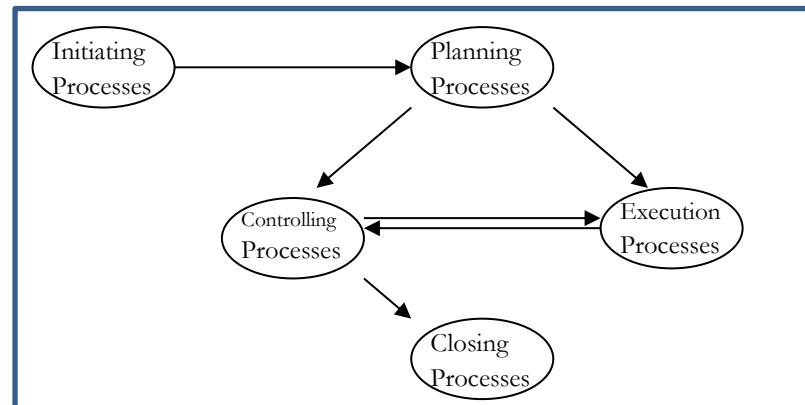 Initiating
Processes
Planning
Processes
Controlling
Processes
Execution
Processes
Closing
Processes